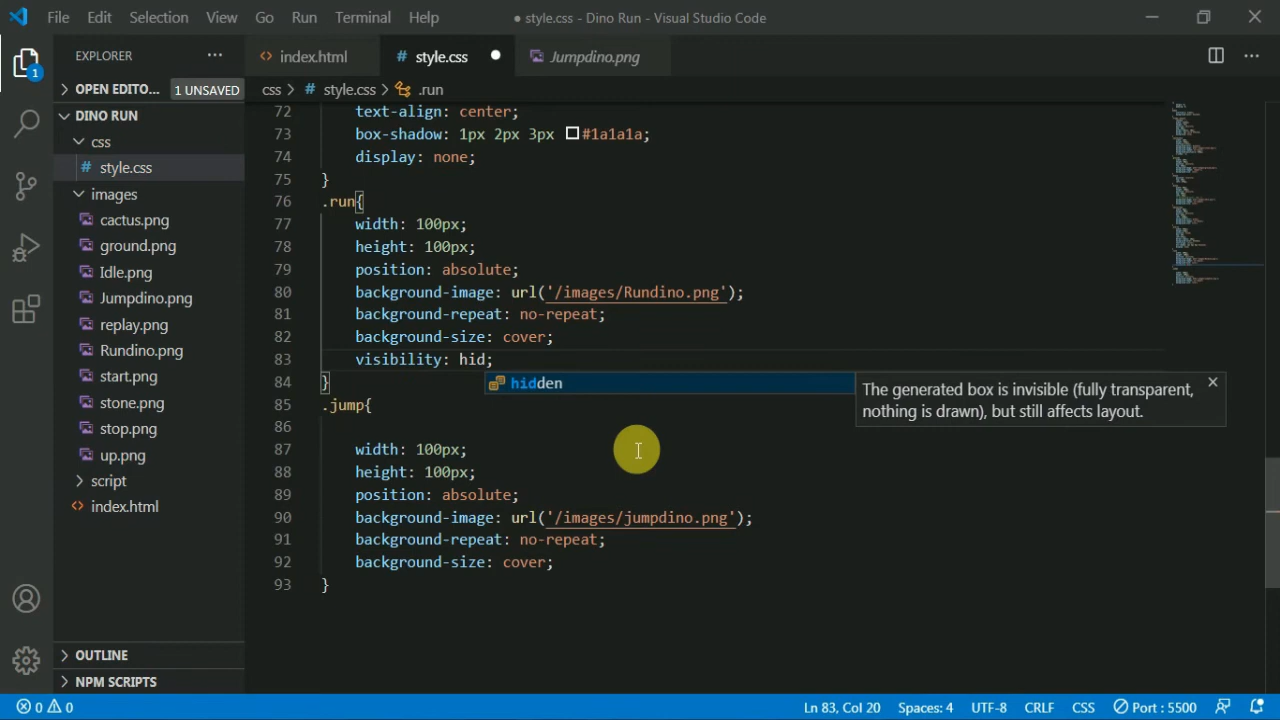 File Edit Selection View Go Run Terminal Help ● style.css - Dino Run - Visual Studio Code
EXPLORER
index.html
style.css
Jumpdino.png
1
OPEN EDITO... 1 UNSAVED
css > style.css > .run
DINO RUN
css
style.css
images
cactus.png
ground.png
Idle.png
Jumpdino.png
replay.png
Rundino.png
start.png
stone.png
stop.png
up.png
script
index.html
OUTLINE
NPM SCRIPTS
72 text-align: center;
73 box-shadow: 1px 2px 3px #1a1a1a;
74 display: none;
75 }
76 .run{
77 width: 100px;
78 height: 100px;
79 position: absolute;
80 background-image: url('/images/Rundino.png');
81 background-repeat: no-repeat;
82 background-size: cover;
83 visibility: hid;
84 }
hidden
The generated box is invisible (fully transparent,
nothing is drawn), but still affects layout.
85 .jump{
86
87 width: 100px;
88 height: 100px;
89 position: absolute;
90 background-image: url('/images/jumpdino.png');
91 background-repeat: no-repeat;
92 background-size: cover;
93 }
0 0 Ln 83, Col 20 Spaces: 4 UTF-8 CRLF CSS Port : 5500